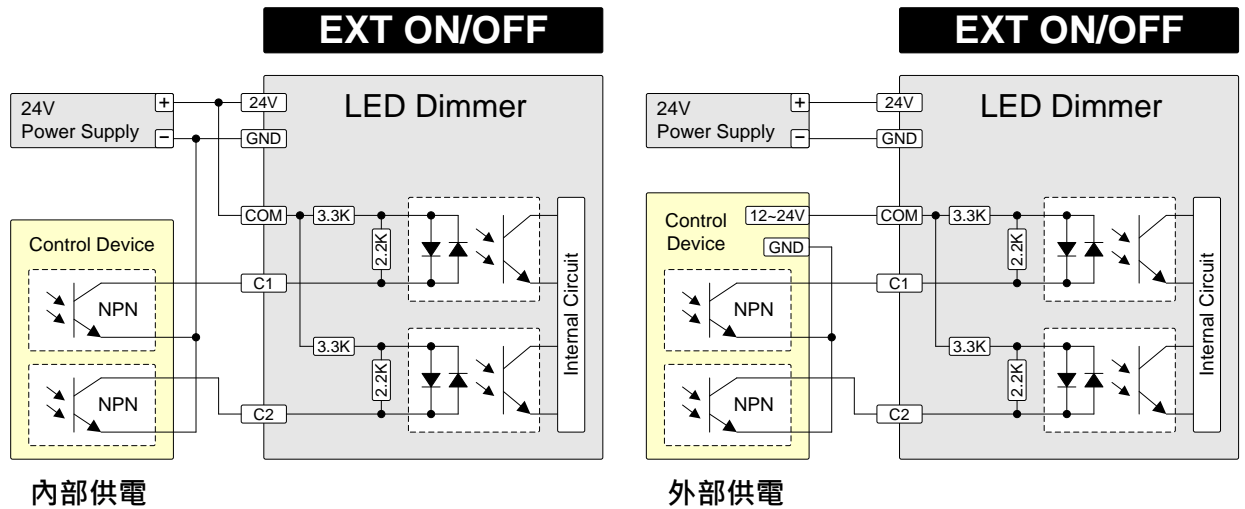 EXT ON/OFF
24V
Power Supply
+
−
24V
GND
LED Dimmer
COM
3.3K
2.2K
Control Device
NPN
C1
3.3K
2.2K
NPN
C2
Internal Circuit
內部供電
EXT ON/OFF
24V
Power Supply
+
−
24V
GND
LED Dimmer
Control
Device
12~24V
GND
COM
3.3K
2.2K
NPN
C1
3.3K
2.2K
NPN
C2
Internal Circuit
外部供電